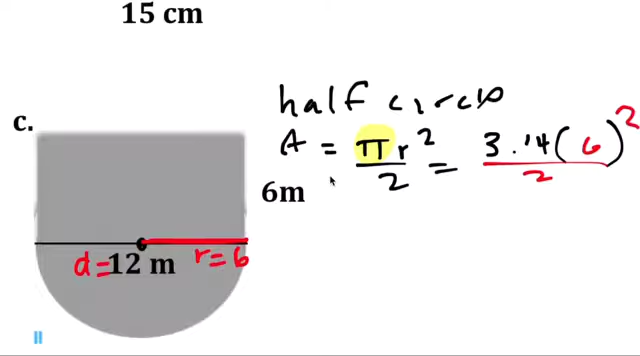 15 cm
half circle
c.
A = πr²/2 = 3.14(6)²/2
6m
d=12 m r=6